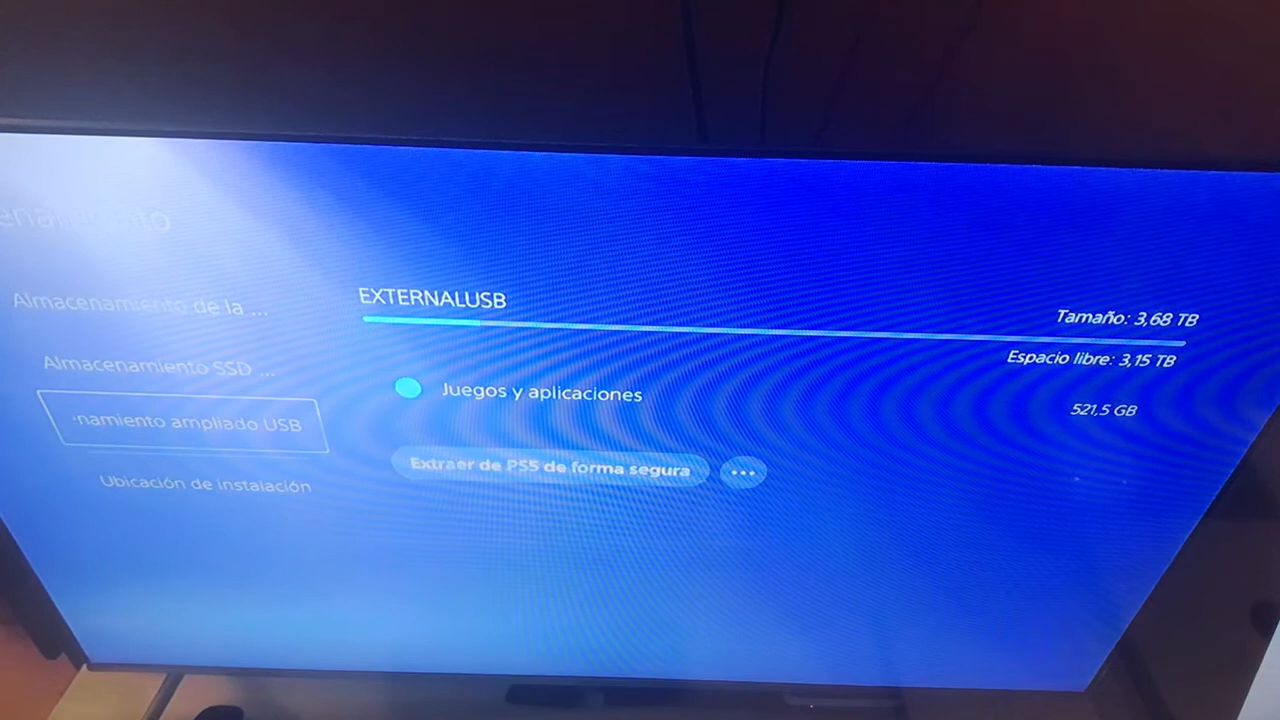 EXTERNALUSB
Tamaño: 3,68 TB
Espacio libre: 3,15 TB
Almacenamiento de la ...
Almacenamiento SSD ...
Juegos y aplicaciones
521,5 GB
namiento ampliado USB
Extraer de PS5 de forma segura
...
Ubicación de instalación